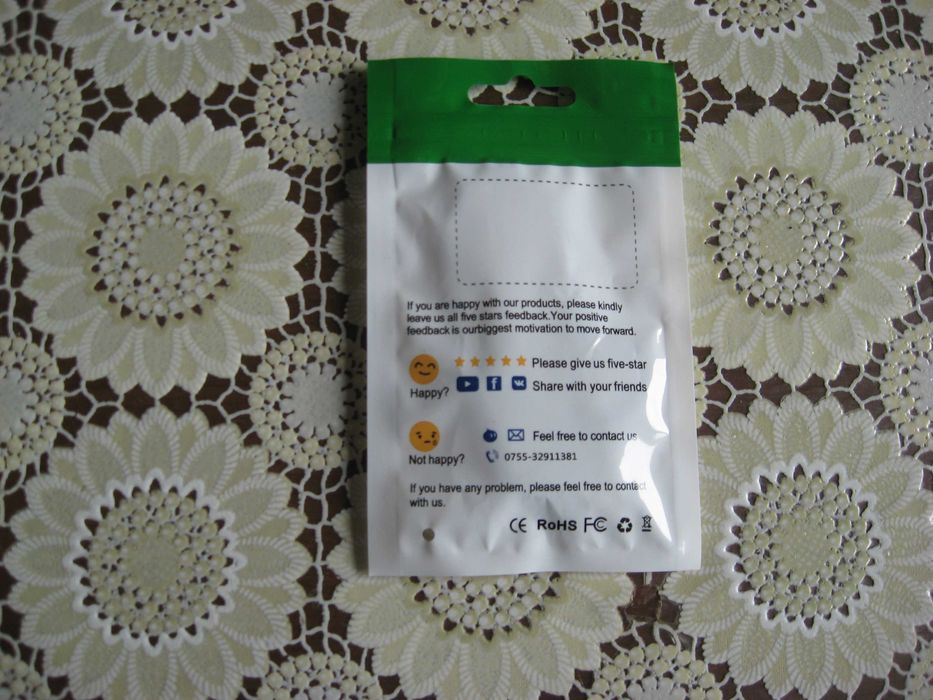 If you are happy with our products, please kindly
leave us all five stars feedback.Your positive
feedback is ourbiggest motivation to move forward.
Happy?
Please give us five-star
Share with your friends
Not happy?
Feel free to contact us
0755-32911381
If you have any problem, please feel free to contact
with us.
CE RoHS FC